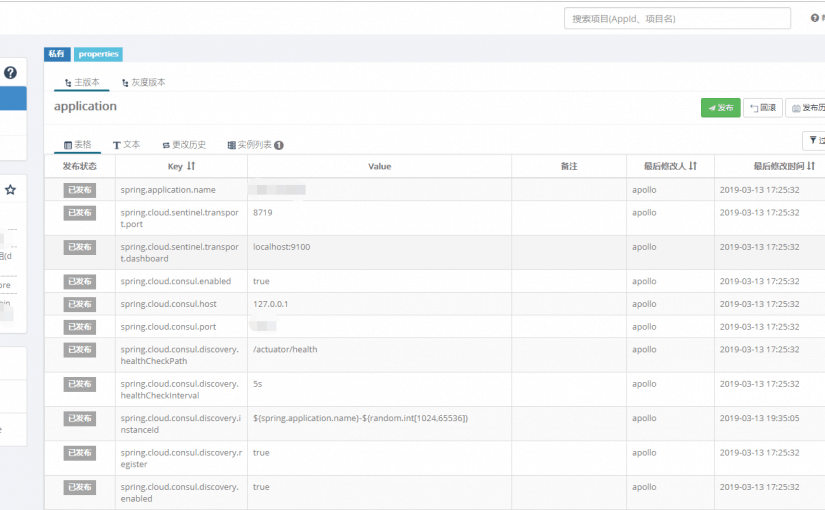 搜索项目(AppId、项目名)
私有 properties
主版本 灰度版本
application
发布 回滚 发布历
表格 文本 更改历史 实例列表 1
过
发布状态 Key Value 备注 最后修改人 最后修改时间
已发布 spring.application.name apollo 2019-03-13 17:25:32
已发布 spring.cloud.sentinel.transpor 8719 apollo 2019-03-13 17:25:32
t.port
已发布 spring.cloud.sentinel.transpor localhost:9100 apollo 2019-03-13 17:25:32
t.dashboard
已发布 spring.cloud.consul.enabled true apollo 2019-03-13 17:25:32
已发布 spring.cloud.consul.host 127.0.0.1 apollo 2019-03-13 17:25:32
已发布 spring.cloud.consul.port apollo 2019-03-13 17:25:32
已发布 spring.cloud.consul.discovery. /actuator/health apollo 2019-03-13 17:25:32
healthCheckPath
已发布 spring.cloud.consul.discovery. 5s apollo 2019-03-13 17:25:32
healthCheckInterval
已发布 spring.cloud.consul.discovery.i ${spring.application.name}-${random.int[1024,65536]} apollo 2019-03-13 19:35:05
nstanceid
已发布 spring.cloud.consul.discovery.r true apollo 2019-03-13 17:25:32
egister
已发布 spring.cloud.consul.discovery. true apollo 2019-03-13 17:25:32
enabled